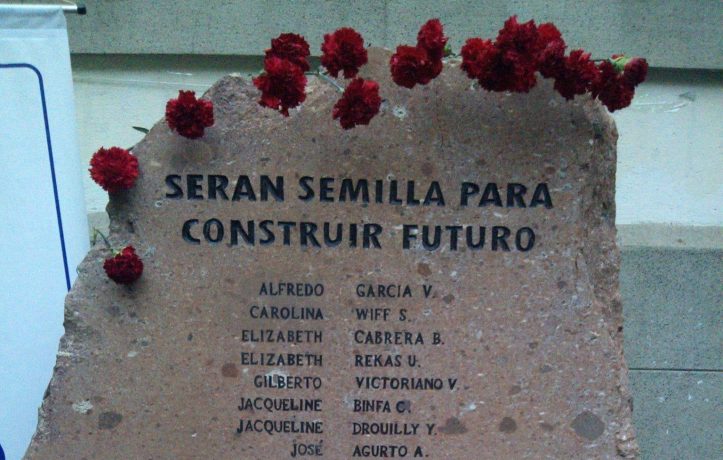 SERAN SEMILLA PARA
CONSTRUIR FUTURO
ALFREDO GARCIA V.
CAROLINA WIFF S.
ELIZABETH CABRERA B.
ELIZABETH REKAS U.
GILBERTO VICTORIANO V.
JACQUELINE BINFA C.
JACQUELINE DROUILLY Y.
JOSÉ AGURTO A.